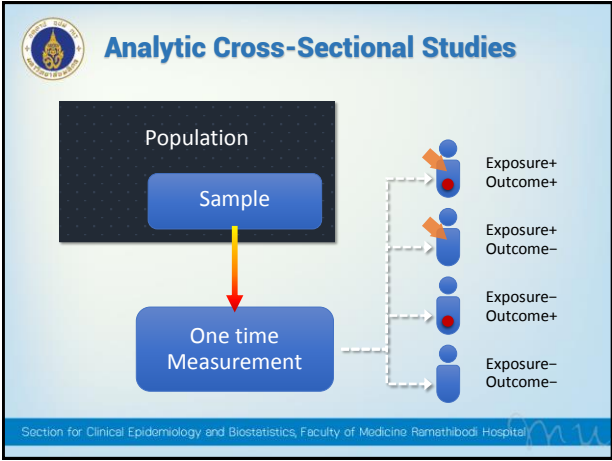 Analytic Cross-Sectional Studies
Population
Sample
One time
Measurement
Exposure+
Outcome+
Exposure+
Outcome−
Exposure−
Outcome+
Exposure−
Outcome−
Section for Clinical Epidemiology and Biostatistics, Faculty of Medicine Ramathibodi Hospital
mu